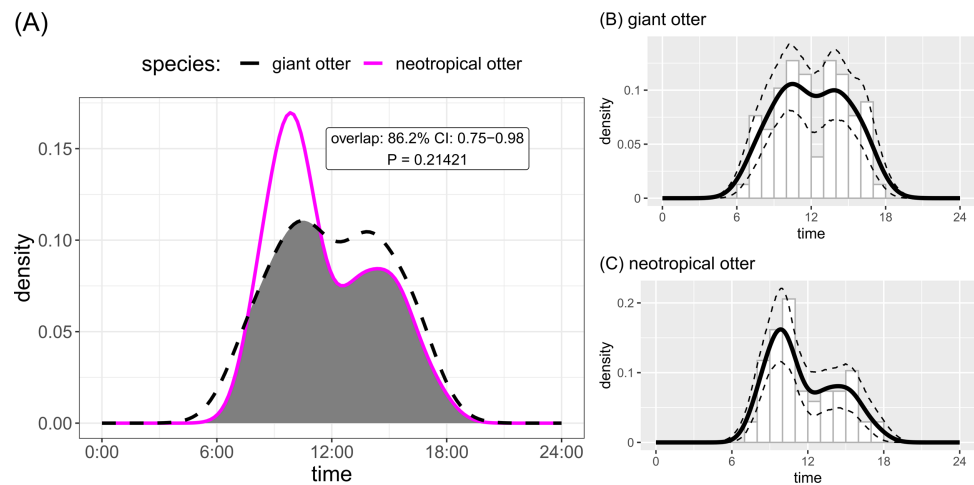 (A)
species: giant otter neotropical otter
overlap: 86.2% CI: 0.75−0.98
P = 0.21421
density
0.15
0.10
0.05
0.00
0:00 6:00 12:00 18:00 24:00
time
(B) giant otter
density
0.1
0.05
0
0 6 12 18 24
time
(C) neotropical otter
density
0.2
0.1
0
0 6 12 18 24
time